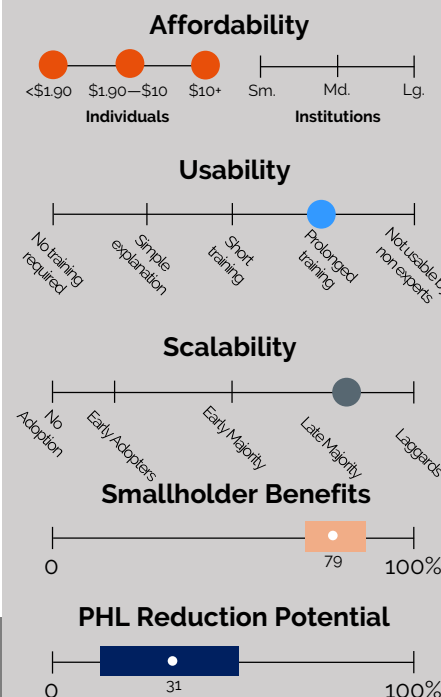 Affordability
<$1.90 $1.90—$10 $10+ Sm. Md. Lg.
Individuals Institutions
Usability
No training
required
Simple
explanation
Short
training
Prolonged
training
Not usable by
non experts
Scalability
No
Adoption
Early Adopters
Early Majority
Late Majority
Laggards
Smallholder Benefits
79
0 100%
PHL Reduction Potential
31
0 100%